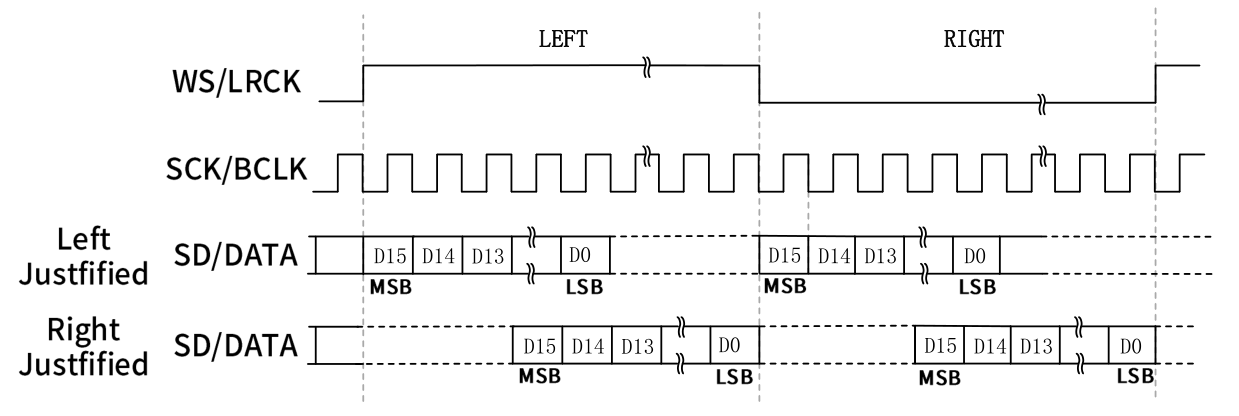 LEFT RIGHT
WS/LRCK
SCK/BCLK
Left
Justfified
SD/DATA
D15 D14 D13 D0 D15 D14 D13 D0
MSB LSB MSB LSB
Right
Justfified
SD/DATA
D15 D14 D13 D0 D15 D14 D13 D0
MSB LSB MSB LSB